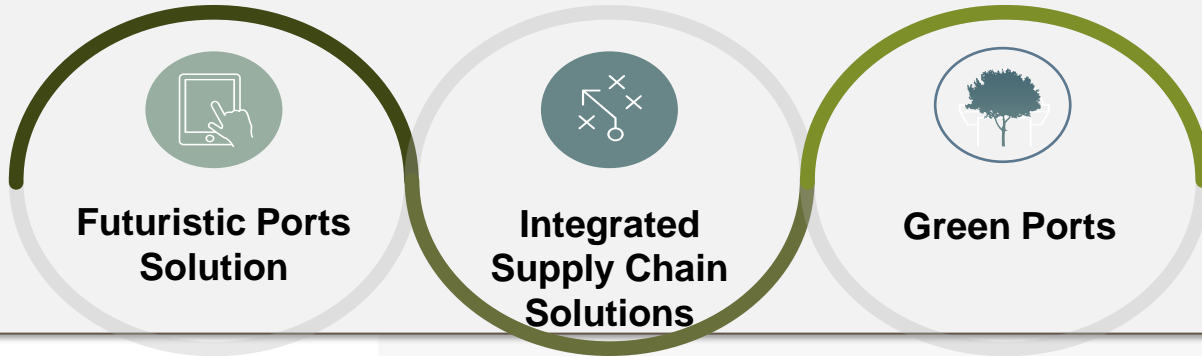 Futuristic Ports
Solution
Integrated
Supply Chain
Solutions
Green Ports